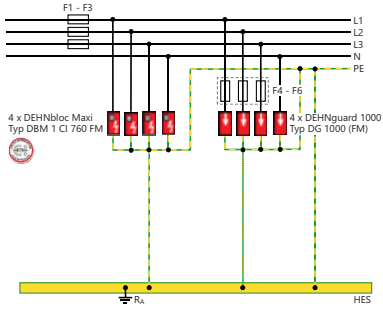 F1 - F3
L1
L2
L3
N
PE
F4 - F6
4 x DEHNbloc Maxi
Typ DBM 1 CI 760 FM
4 x DEHNguard 1000
Typ DG 1000 (FM)
RA
HES